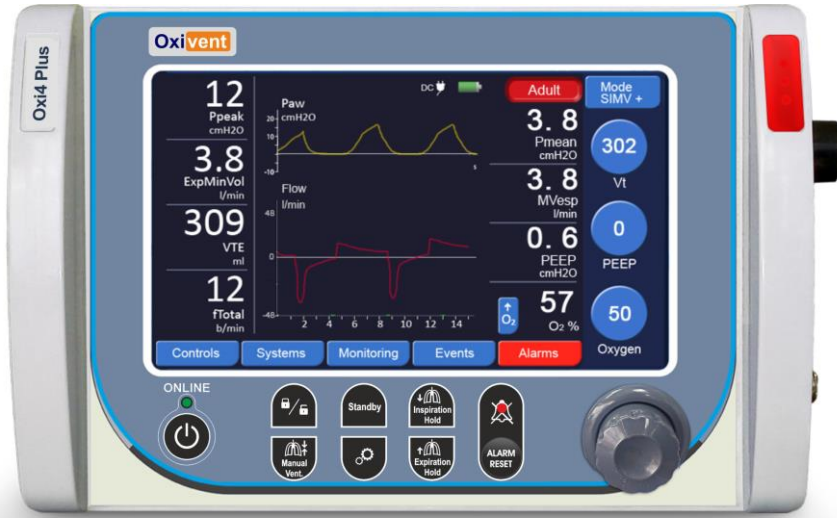 Oxi4 Plus
Oxivent
12
Ppeak
cmH2O
3.8
ExpMinVol
l/min
309
VTE
ml
12
fTotal
b/min
Paw
cmH2O
20
10
-10
s
Flow
l/min
48
0
-48
2 4 6 8 10 12 14
DC
Adult
3. 8
Pmean
cmH2O
3. 8
MVesp
l/min
0. 6
PEEP
cmH2O
O2
57
O2 %
Mode
SIMV +
302
Vt
0
PEEP
50
Oxygen
Controls Systems Monitoring Events Alarms
ONLINE
Standby
Inspiration
Hold
Manual
Vent.
Expiration
Hold
ALARM
RESET